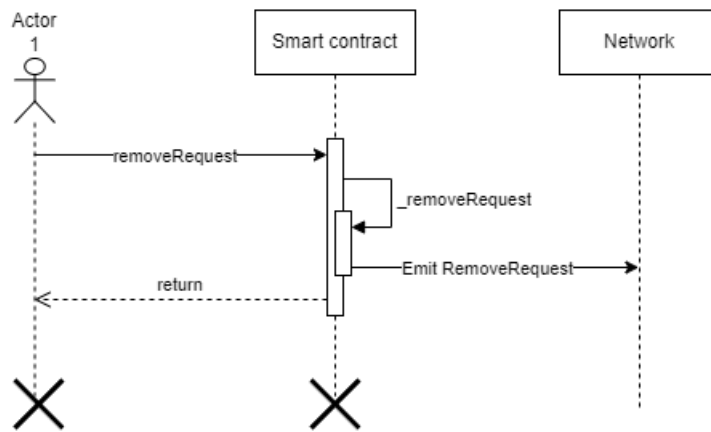 Actor
1
Smart contract
Network
removeRequest
_removeRequest
Emit RemoveRequest
return